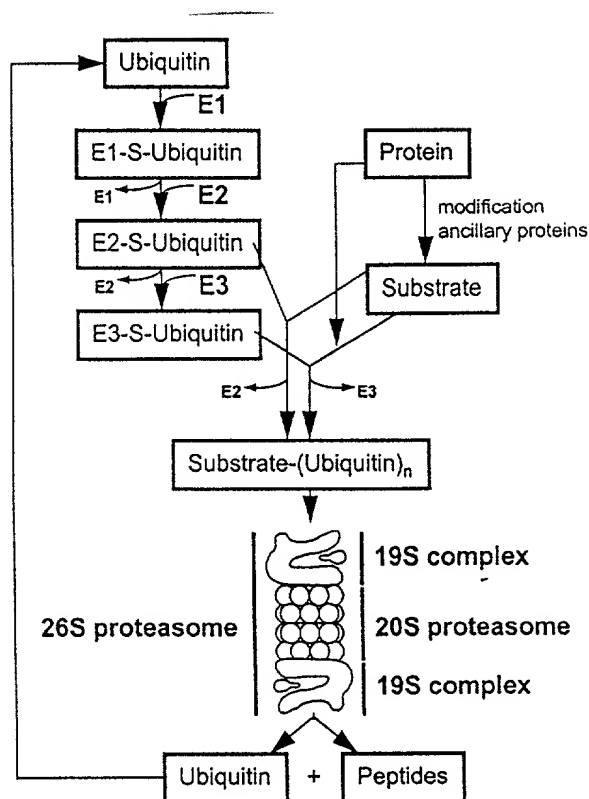 Ubiquitin
E1
E1-S-Ubiquitin
Protein
E1
E2
modification
ancillary proteins
E2-S-Ubiquitin
E2
E3
Substrate
E3-S-Ubiquitin
E2
E3
Substrate-(Ubiquitin)n
19S complex
26S proteasome
20S proteasome
19S complex
Ubiquitin + Peptides